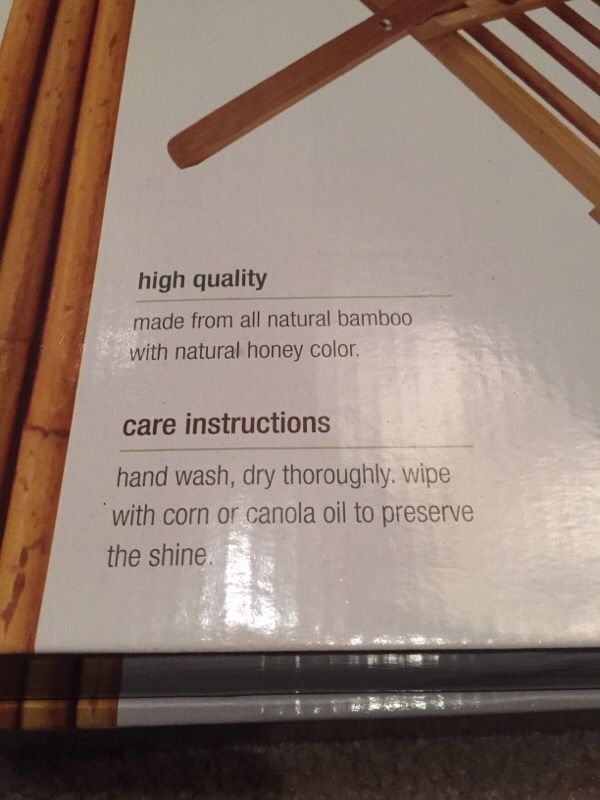 high quality
made from all natural bamboo
with natural honey color.
care instructions
hand wash, dry thoroughly. wipe
with corn or canola oil to preserve
the shine.